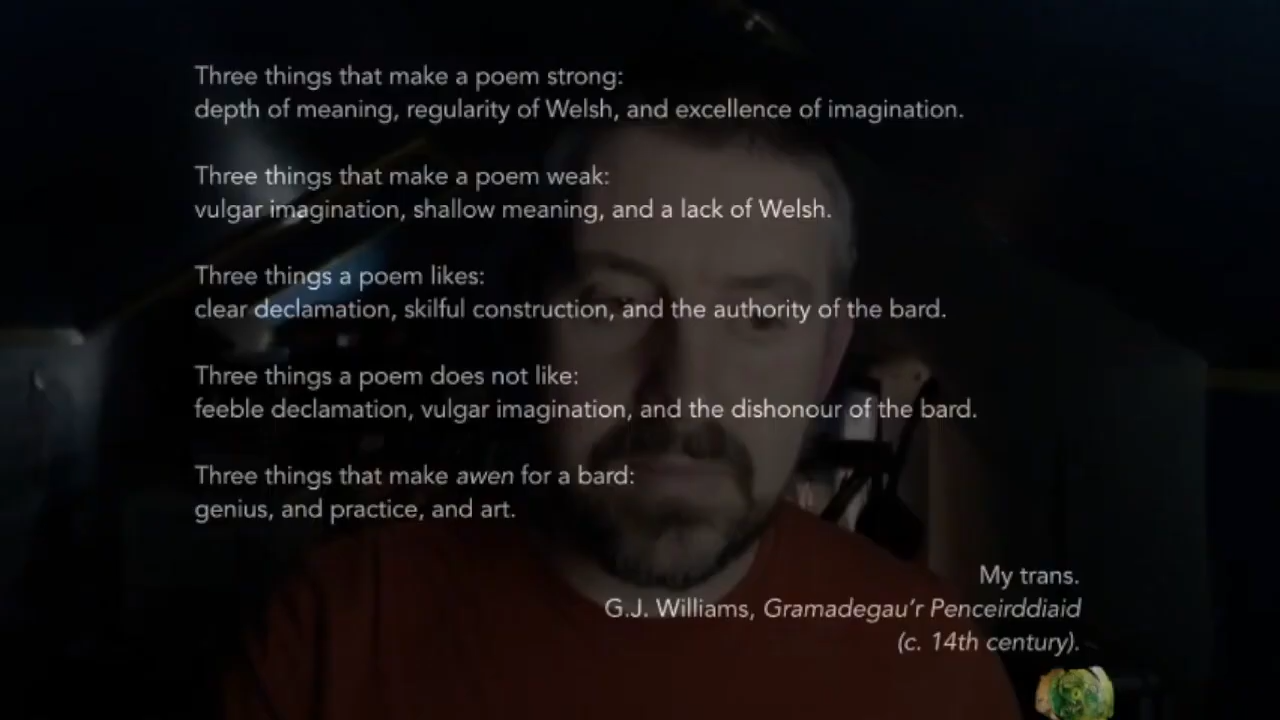 Three things that make a poem strong:
depth of meaning, regularity of Welsh, and excellence of imagination.
Three things that make a poem weak:
vulgar imagination, shallow meaning, and a lack of Welsh.
Three things a poem likes:
clear declamation, skilful construction, and the authority of the bard.
Three things a poem does not like:
feeble declamation, vulgar imagination, and the dishonour of the bard.
Three things that make awen for a bard:
genius, and practice, and art.
My trans.
G.J. Williams, Gramadegau'r Penceirddiaid
(c. 14th century).